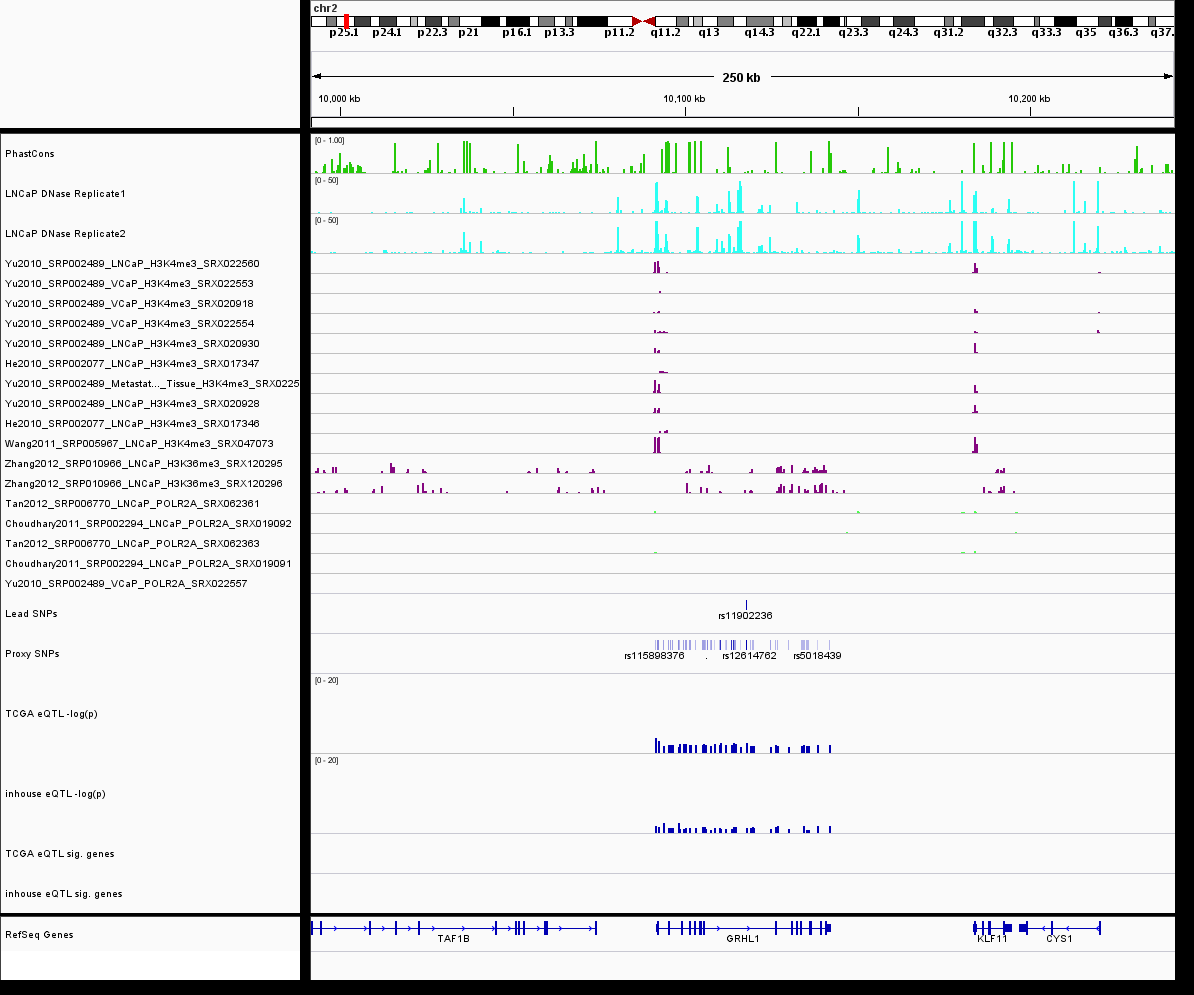 chr2
p25.1 p24.1 p22.3 p21 p16.1 p13.3 p11.2 q11.2 q13 q14.3 q22.1 q23.3 q24.3 q31.2 q32.3 q33.3 q35 q36.3 q37.
250 kb
10,000 kb 10,100 kb 10,200 kb
PhastCons [0 - 1.00]
LNCaP DNase Replicate1 [0 - 50]
LNCaP DNase Replicate2 [0 - 50]
Yu2010_SRP002489_LNCaP_H3K4me3_SRX022560
Yu2010_SRP002489_VCaP_H3K4me3_SRX022553
Yu2010_SRP002489_VCaP_H3K4me3_SRX020918
Yu2010_SRP002489_VCaP_H3K4me3_SRX022554
Yu2010_SRP002489_LNCaP_H3K4me3_SRX020930
He2010_SRP002077_LNCaP_H3K4me3_SRX017347
Yu2010_SRP002489_Metastat..._Tissue_H3K4me3_SRX0225
Yu2010_SRP002489_LNCaP_H3K4me3_SRX020928
He2010_SRP002077_LNCaP_H3K4me3_SRX017346
Wang2011_SRP005967_LNCaP_H3K4me3_SRX047073
Zhang2012_SRP010966_LNCaP_H3K36me3_SRX120295
Zhang2012_SRP010966_LNCaP_H3K36me3_SRX120296
Tan2012_SRP006770_LNCaP_POLR2A_SRX062361
Choudhary2011_SRP002294_LNCaP_POLR2A_SRX019092
Tan2012_SRP006770_LNCaP_POLR2A_SRX062363
Choudhary2011_SRP002294_LNCaP_POLR2A_SRX019091
Yu2010_SRP002489_VCaP_POLR2A_SRX022557
Lead SNPs rs11902236
Proxy SNPs rs115898376 . rs12614762 rs5018439
[0 - 20]
TCGA eQTL -log(p)
[0 - 20]
inhouse eQTL -log(p)
TCGA eQTL sig. genes
inhouse eQTL sig. genes
RefSeq Genes TAF1B GRHL1 KLF11 CYS1